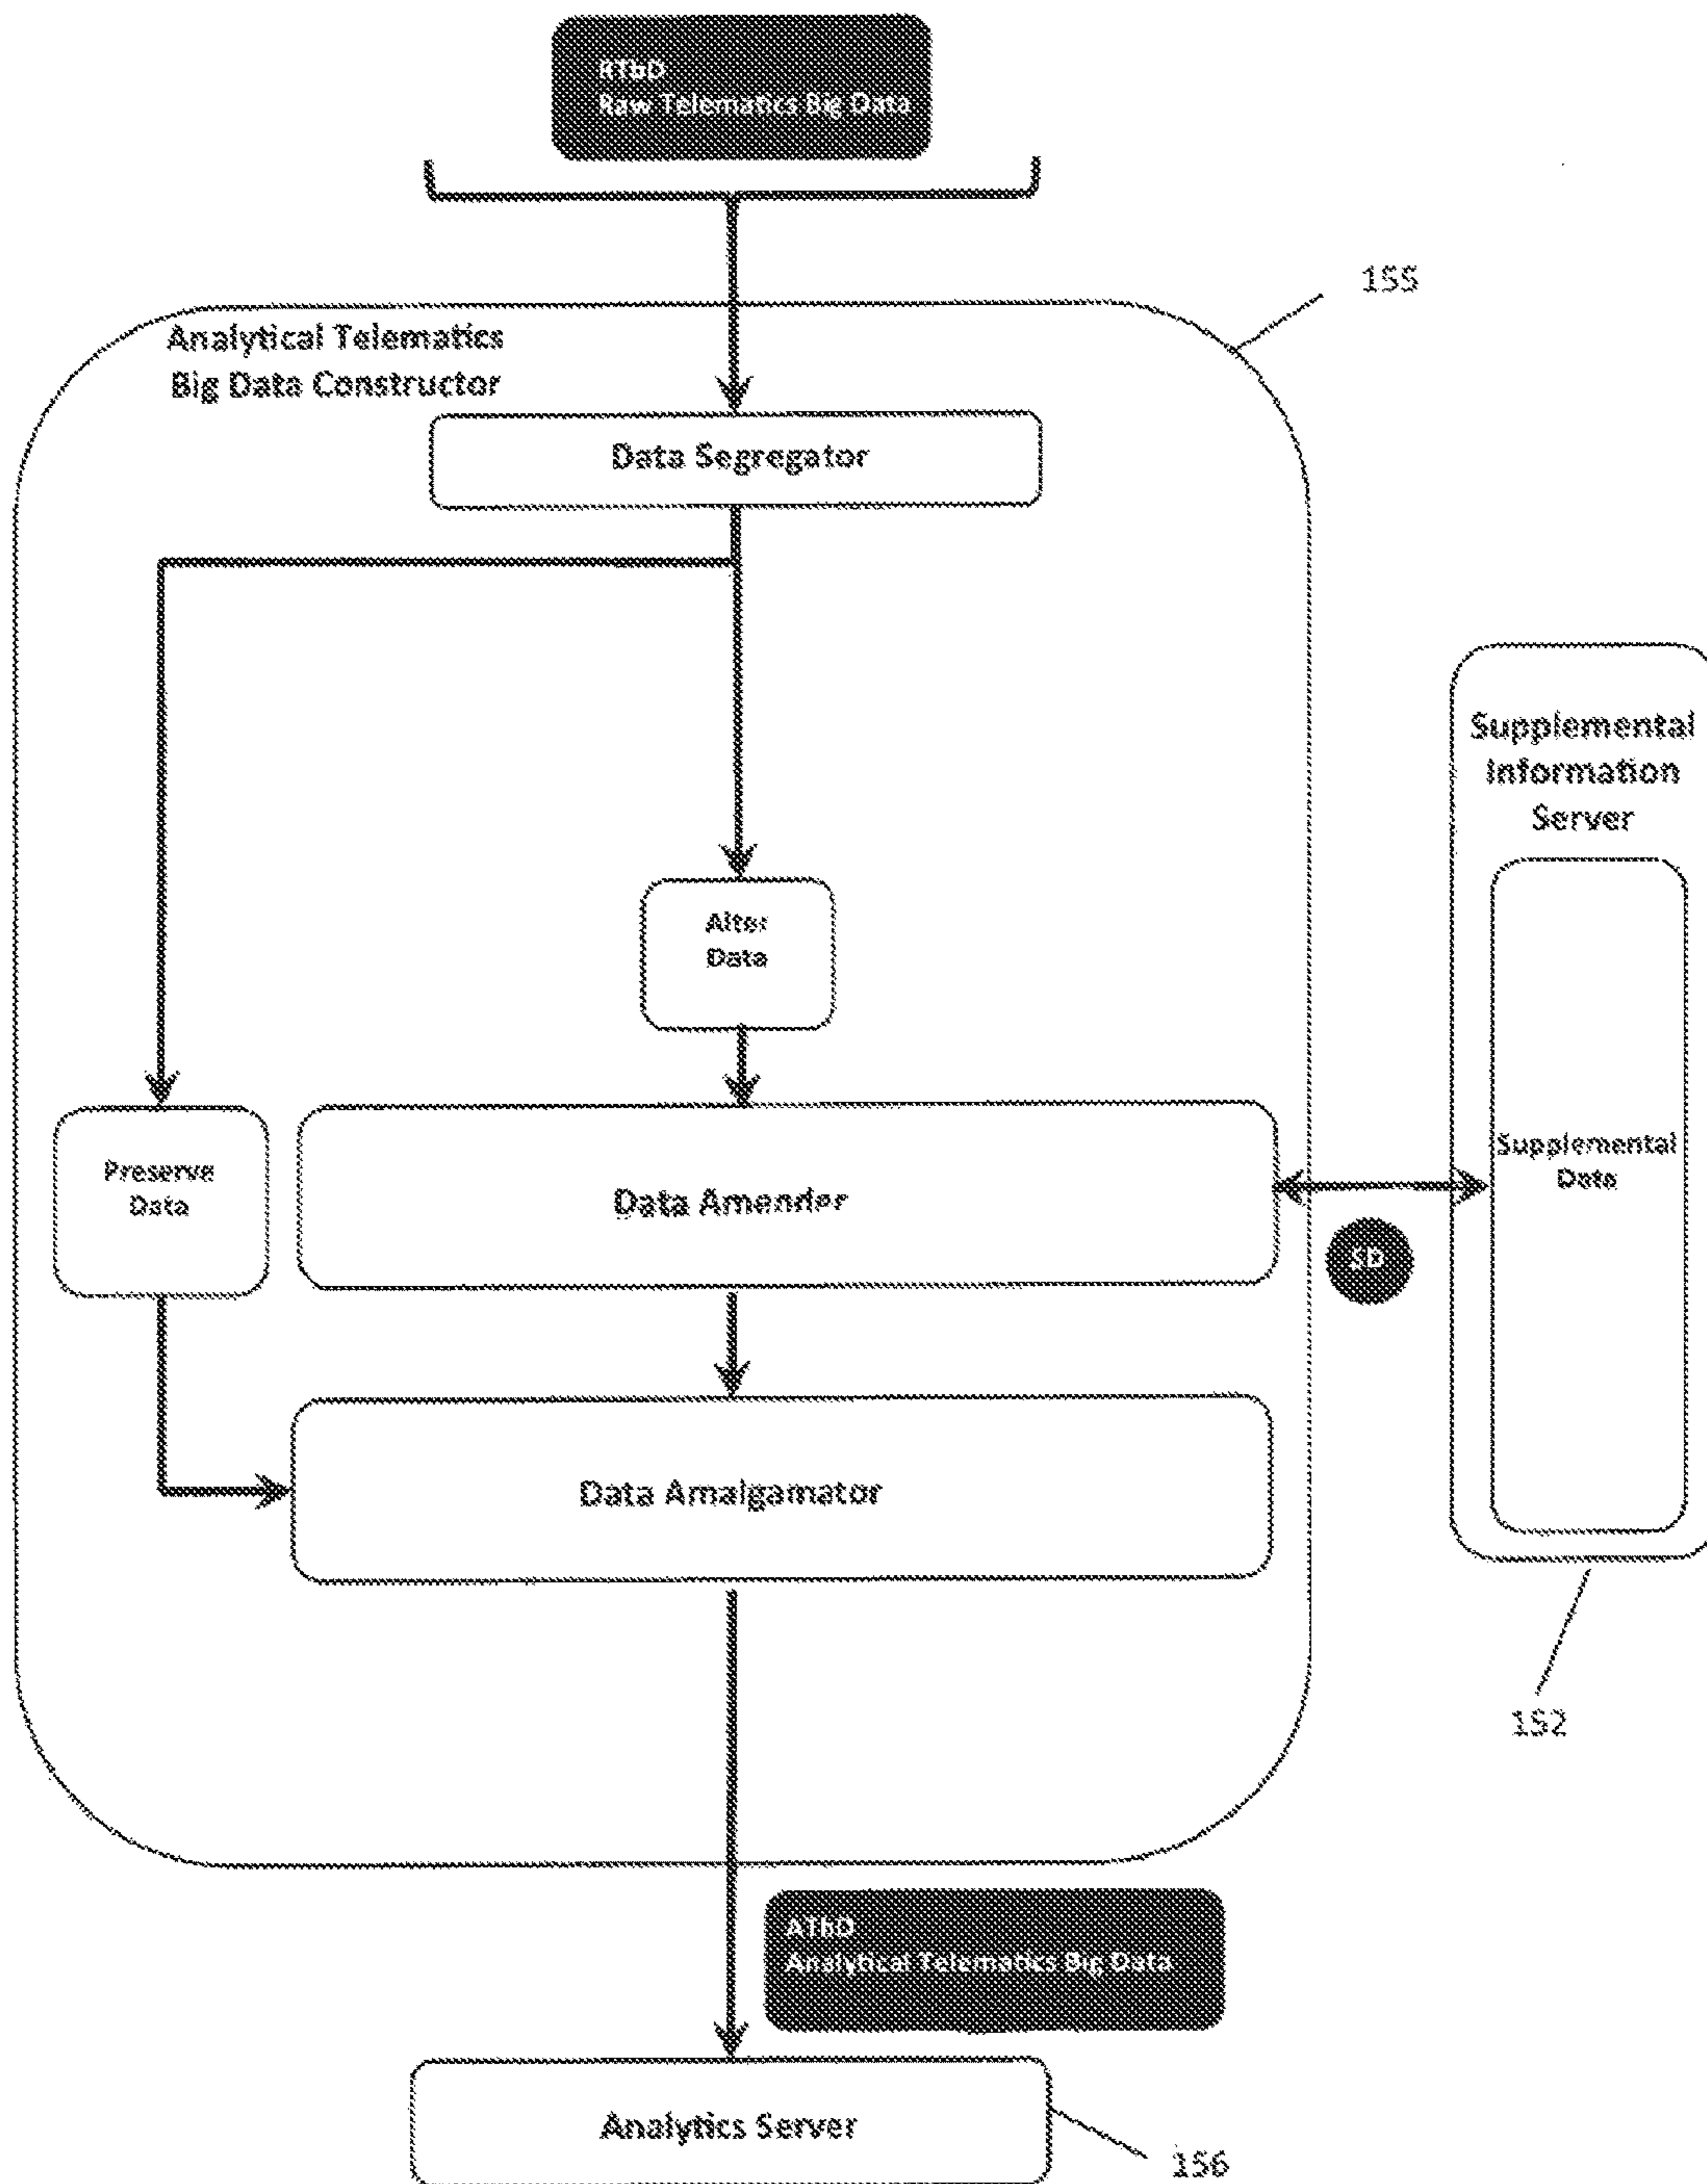 RTbD
Raw Telematics Big Data
155
Analytical Telematics
Big Data Constructor
Data Segregator
Supplemental
Information
Server
Alter
Data
Preserve
Data
Data Amender
Supplemental
Data
SD
Data Amalgamator
152
ATbD
Analytical Telematics Big Data
Analytics Server
156